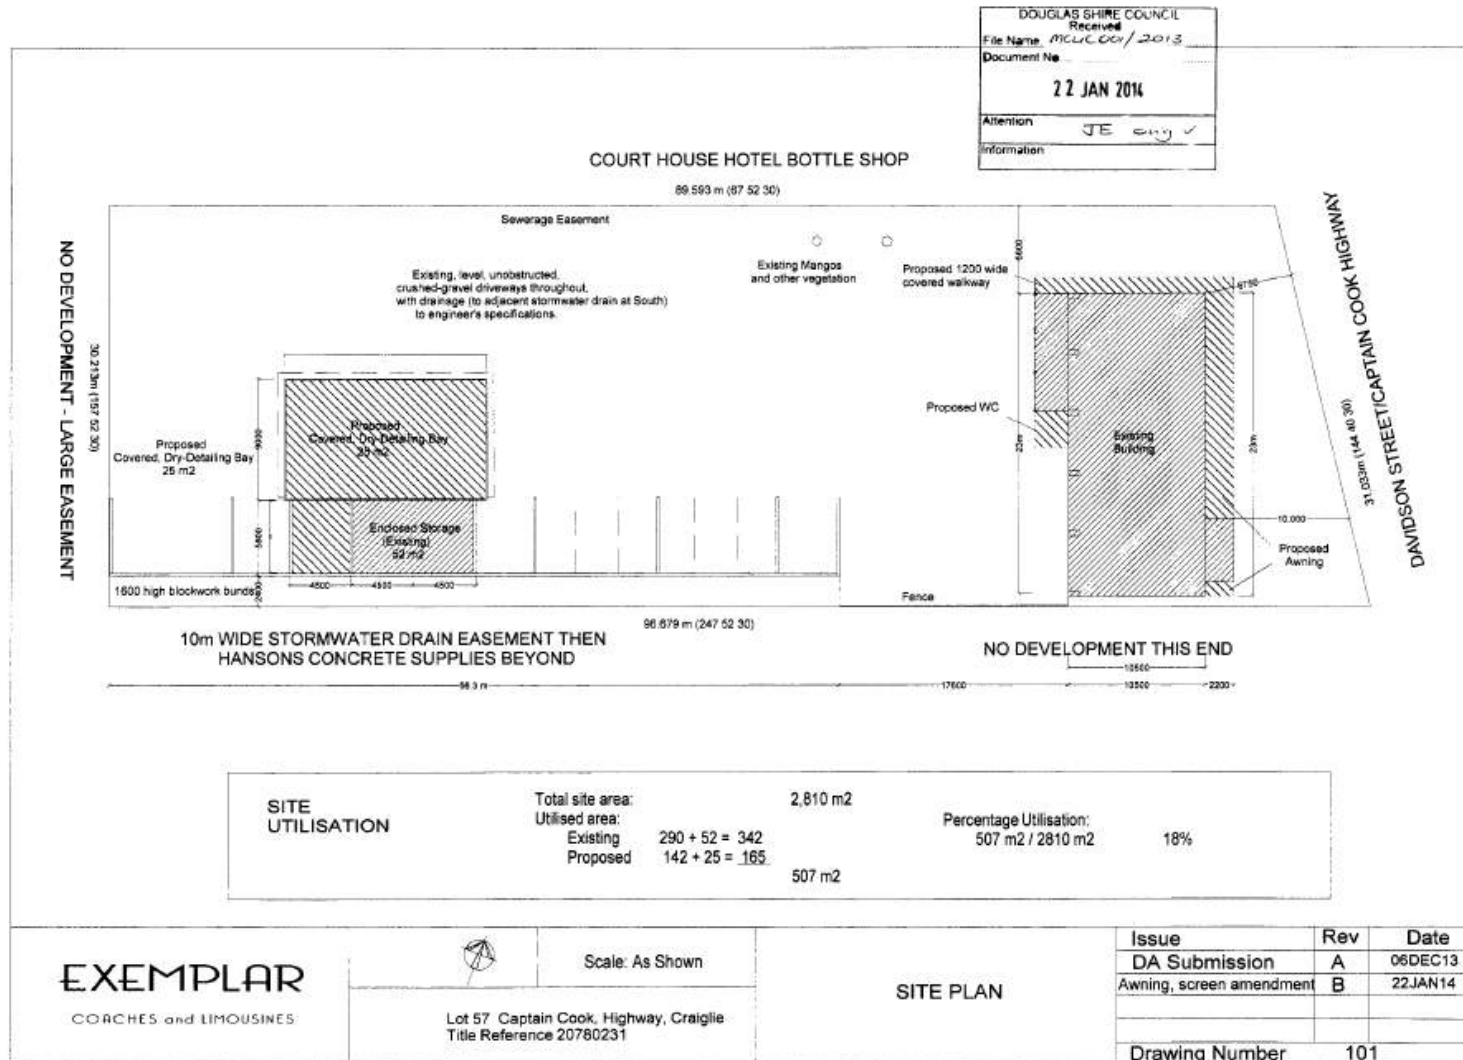 DOUGLAS SHIRE COUNCIL
Received
File Name MCUC 001/2013
Document No
22 JAN 2014
Attention JE
Information
COURT HOUSE HOTEL BOTTLE SHOP
89.593 m (67 52 30)
Sewerage Easement
Existing, level, unobstructed,
crushed-gravel driveways throughout,
with drainage (to adjacent stormwater drain at South)
to engineer's specifications.
Existing Mangos
and other vegetation
Proposed 1200 wide
covered walkway
6600
6750
NO DEVELOPMENT - LARGE EASEMENT
30.213m (157 52 30)
DAVIDSON STREET/CAPTAIN COOK HIGHWAY
31.033m (144 40 30)
Proposed
Covered, Dry-Detailing Bay
25 m2
9000
Proposed
Covered, Dry-Detailing Bay
25 m2
Proposed WC
23m
Existing
Building
23m
10.000
Proposed
Awning
Enclosed Storage
(Existing)
52 m2
2400
4500
4500
4500
1600 high blockwork bunds
Fence
96.679 m (247 52 30)
10m WIDE STORMWATER DRAIN EASEMENT THEN
HANSONS CONCRETE SUPPLIES BEYOND
NO DEVELOPMENT THIS END
10500
17600
10500
2200
SITE
UTILISATION
Total site area: 2,810 m2
Utilised area:
Existing 290 + 52 = 342
Proposed 142 + 25 = 165
507 m2
Percentage Utilisation:
507 m2 / 2810 m2 18%
EXEMPLAR
COACHES and LIMOUSINES
Scale: As Shown
Lot 57 Captain Cook, Highway, Craiglie
Title Reference 20780231
SITE PLAN
Issue Rev Date
DA Submission A 06DEC13
Awning, screen amendment B 22JAN14
Drawing Number 101